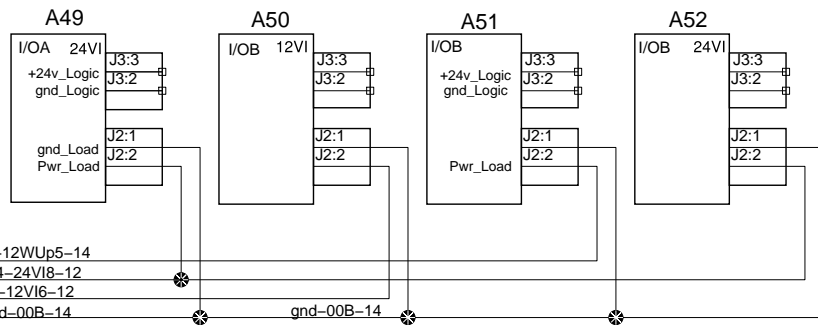 A49 A50 A51 A52
I/OA 24VI J3:3
+24v_Logic J3:2
gnd_Logic
J2:1
gnd_Load J2:2
Pwr_Load
I/OB 12VI J3:3
J3:2
J2:1
J2:2
I/OB J3:3
+24v_Logic J3:2
gnd_Logic
J2:1
J2:2
Pwr_Load
I/OB 24VI J3:3
J3:2
J2:1
J2:2
-12WUp5-14
4-24VI8-12
-12VI6-12
d-00B-14 gnd-00B-14